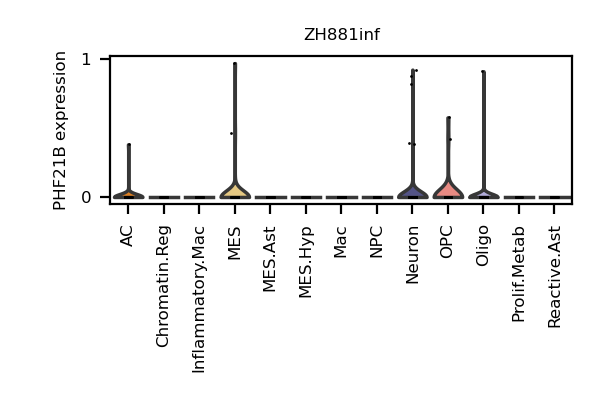 ZH881inf
PHF21B expression
1
0
AC
Chromatin.Reg
Inflammatory.Mac
MES
MES.Ast
MES.Hyp
Mac
NPC
Neuron
OPC
Oligo
Prolif.Metab
Reactive.Ast